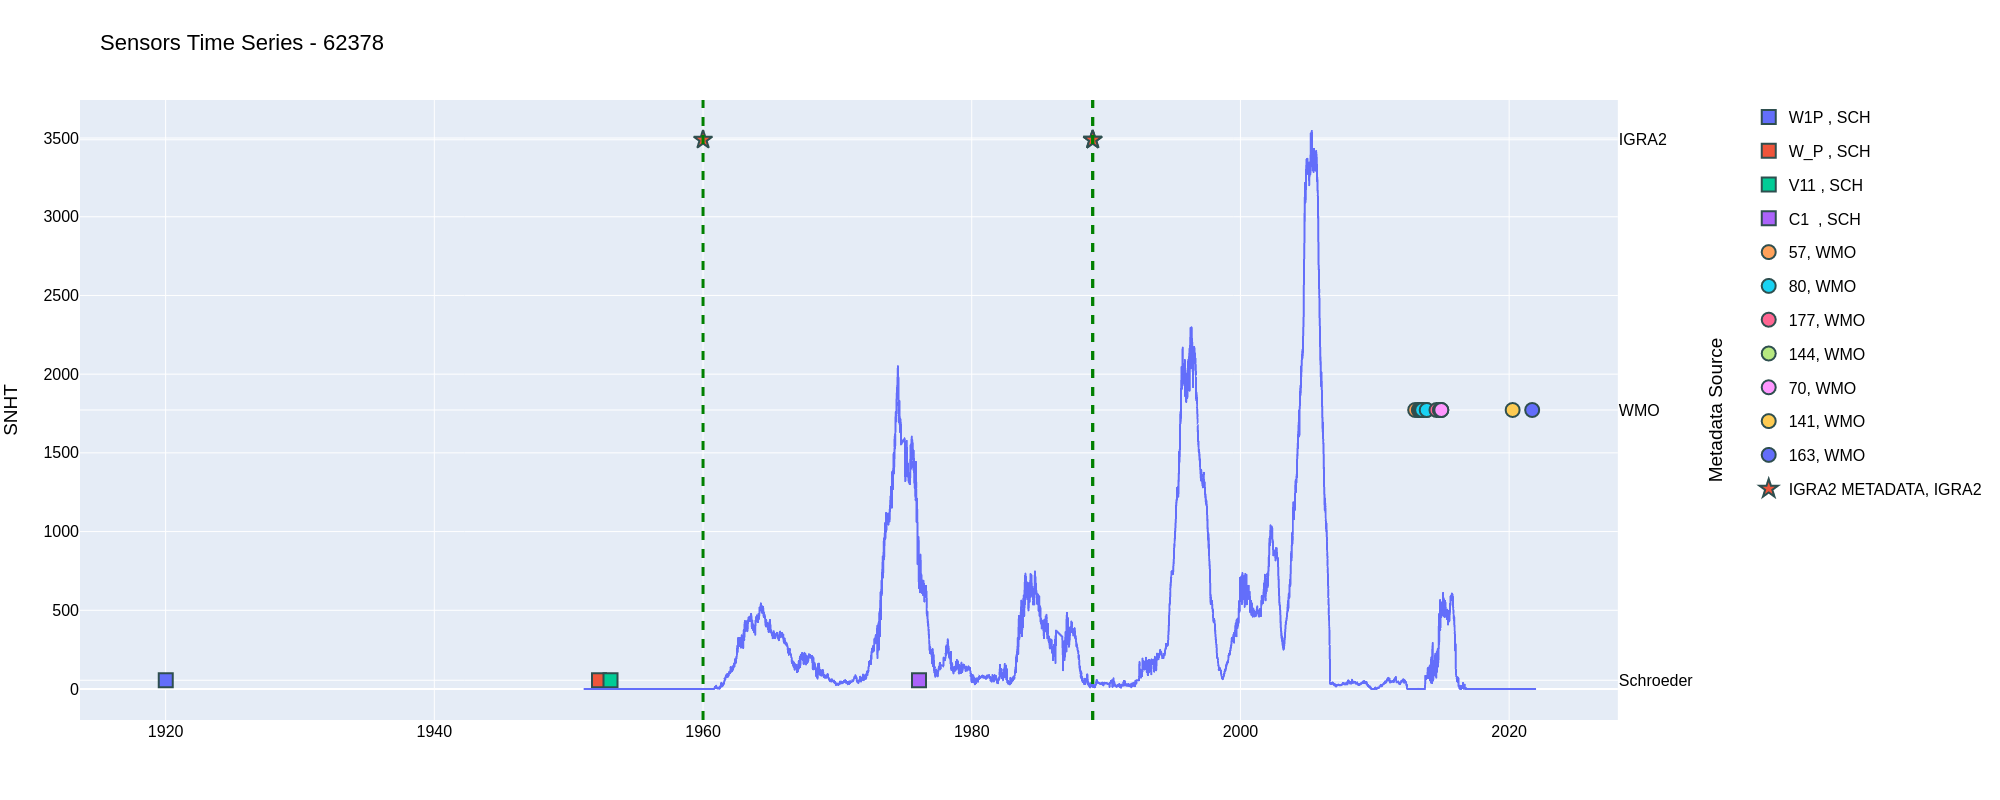 Sensors Time Series - 62378
3500
3000
2500
2000
1500
1000
500
0
SNHT
1920
1940
1960
1980
2000
2020
IGRA2
WMO
Schroeder
Metadata Source
W1P , SCH
W_P , SCH
V11 , SCH
C1  , SCH
57, WMO
80, WMO
177, WMO
144, WMO
70, WMO
141, WMO
163, WMO
IGRA2 METADATA, IGRA2